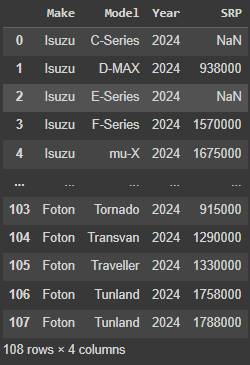 Make Model Year SRP
0 Isuzu C-Series 2024 NaN
1 Isuzu D-MAX 2024 938000
2 Isuzu E-Series 2024 NaN
3 Isuzu F-Series 2024 1570000
4 Isuzu mu-X 2024 1675000
... ... ... ... ...
103 Foton Tornado 2024 915000
104 Foton Transvan 2024 1290000
105 Foton Traveller 2024 1330000
106 Foton Tunland 2024 1758000
107 Foton Tunland 2024 1788000
108 rows × 4 columns